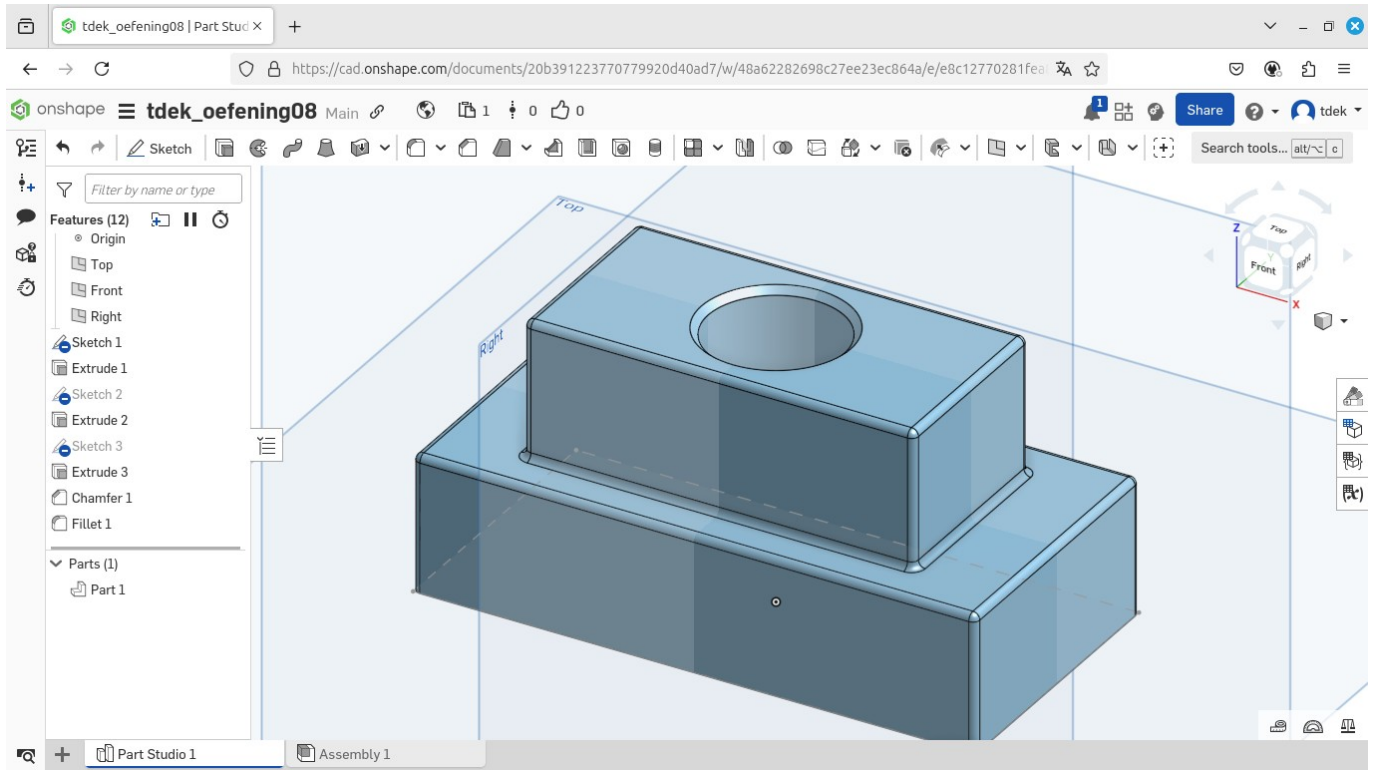 tdek_oefening08 | Part Stud
https://cad.onshape.com/documents/20b391223770779920d40ad7/w/48a62282698c27ee23ec864a/e/e8c12770281fea
onshape tdek_oefening08 Main 1 0 0 1 Share tdek
Sketch Search tools... alt/⌥ c
Filter by name or type
Features (12)
Origin
Top
Front
Right
Sketch 1
Extrude 1
Sketch 2
Extrude 2
Sketch 3
Extrude 3
Chamfer 1
Fillet 1
Parts (1)
Part 1
Top
Right
Z
Top
Y
Front
Right
X
(x)
Part Studio 1
Assembly 1